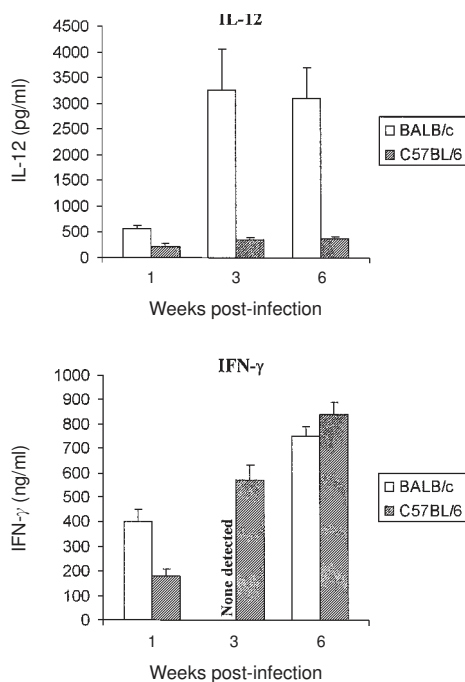 IL-12
4500
4000
3500
3000
2500
2000
1500
1000
500
0
IL-12 (pg/ml)
1 3 6
Weeks post-infection
BALB/c
C57BL/6
IFN-γ
1000
900
800
700
600
500
400
300
200
100
0
IFN-γ (ng/ml)
None detected
1 3 6
Weeks post-infection
BALB/c
C57BL/6